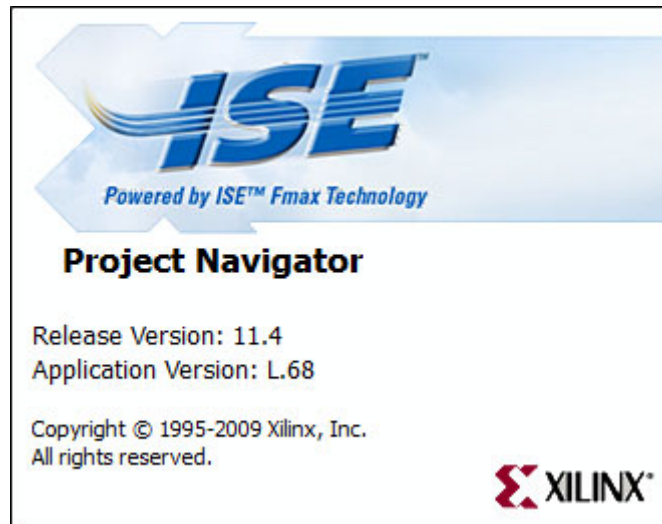 ISE™
Powered by ISE™ Fmax Technology
Project Navigator
Release Version: 11.4
Application Version: L.68
Copyright © 1995-2009 Xilinx, Inc.
All rights reserved.
XILINX®